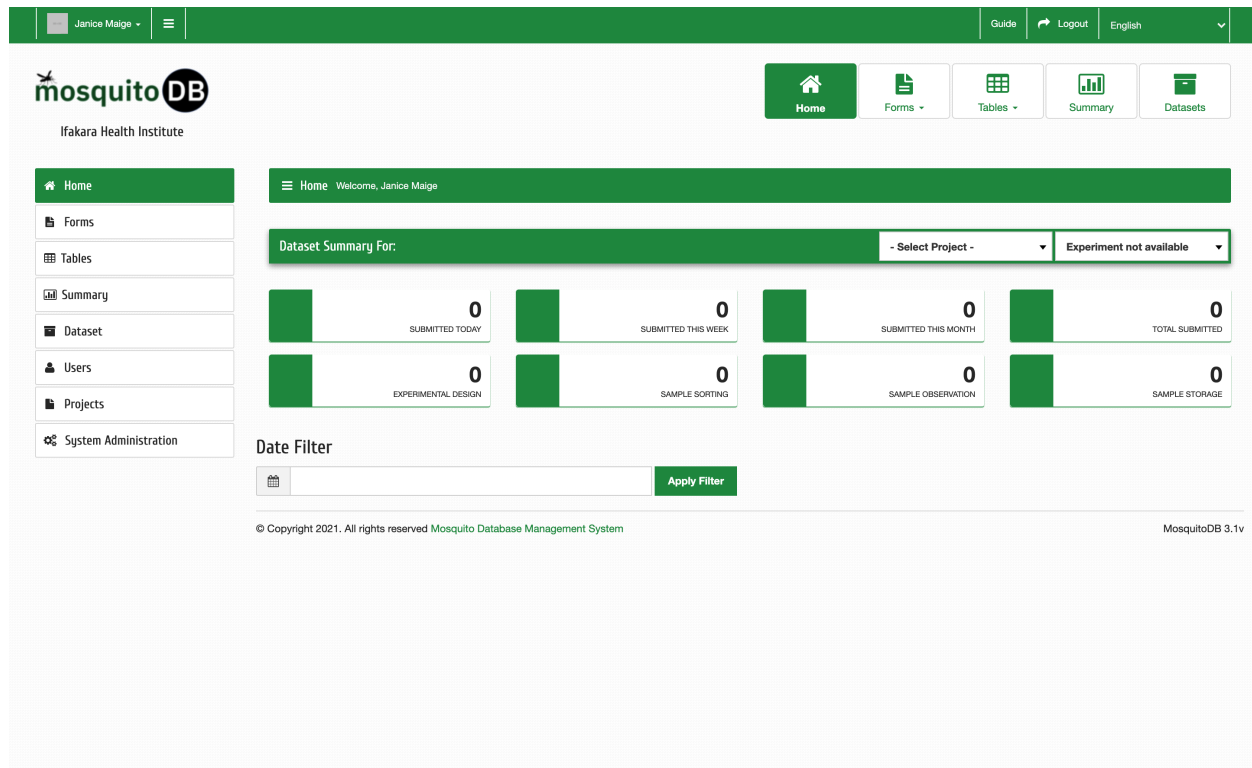 Janice Maige
Guide
Logout
English
mosquito DB
Ifakara Health Institute
Home
Forms
Tables
Summary
Datasets
Home
Forms
Tables
Summary
Dataset
Users
Projects
System Administration
Home Welcome, Janice Maige
Dataset Summary For:
- Select Project -
Experiment not available
0
SUBMITTED TODAY
0
SUBMITTED THIS WEEK
0
SUBMITTED THIS MONTH
0
TOTAL SUBMITTED
0
EXPERIMENTAL DESIGN
0
SAMPLE SORTING
0
SAMPLE OBSERVATION
0
SAMPLE STORAGE
Date Filter
Apply Filter
© Copyright 2021. All rights reserved Mosquito Database Management System
MosquitoDB 3.1v